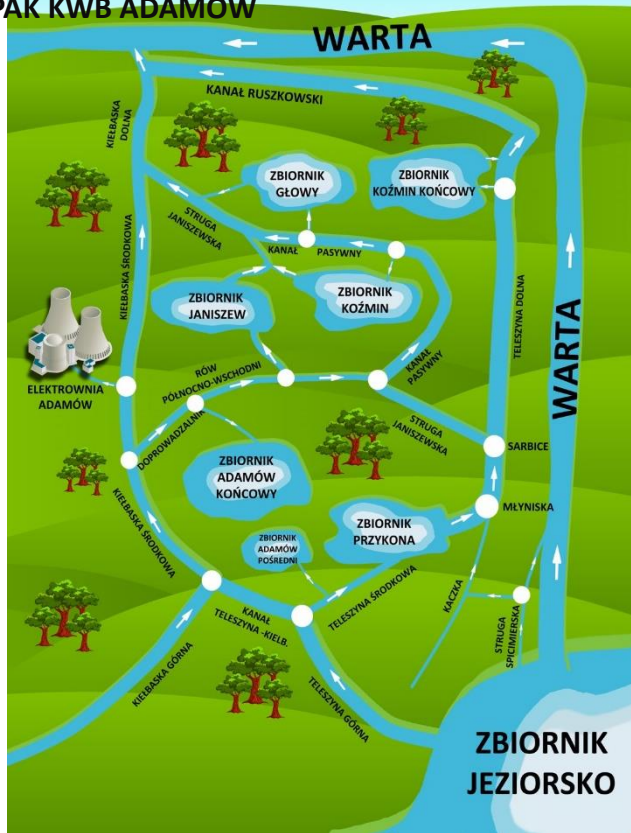 PAK KWB ADAMÓW
WARTA
KANAŁ RUSZKOWSKI
KIEŁBASKA
DOLNA
ZBIORNIK
GŁOWY
ZBIORNIK
KOŹMIN KOŃCOWY
STRUGA
JANISZEWSKA
KANAŁ PASYWNY
KIEŁBASKA ŚRODKOWA
ZBIORNIK
JANISZEW
ZBIORNIK
KOŹMIN
TELESZYNA DOLNA
WARTA
ELEKTROWNIA
ADAMÓW
RÓW
PÓŁNOCNO-WSCHODNI
KANAŁ
PASYWNY
DOPROWADZALNIK
STRUGA
JANISZEWSKA
SARBICE
ZBIORNIK
ADAMÓW
KOŃCOWY
ZBIORNIK
PRZYKONA
MŁYNISKA
KIEŁBASKA ŚRODKOWA
ZBIORNIK
ADAMÓW
POŚREDNI
TELESZYNA ŚRODKOWA
KACZKA
STRUGA
SPICIMIERSKA
KANAŁ
TELESZYNA -KIEŁB.
KIEŁBASKA GÓRNA
TELESZYNA GÓRNA
ZBIORNIK
JEZIORSKO